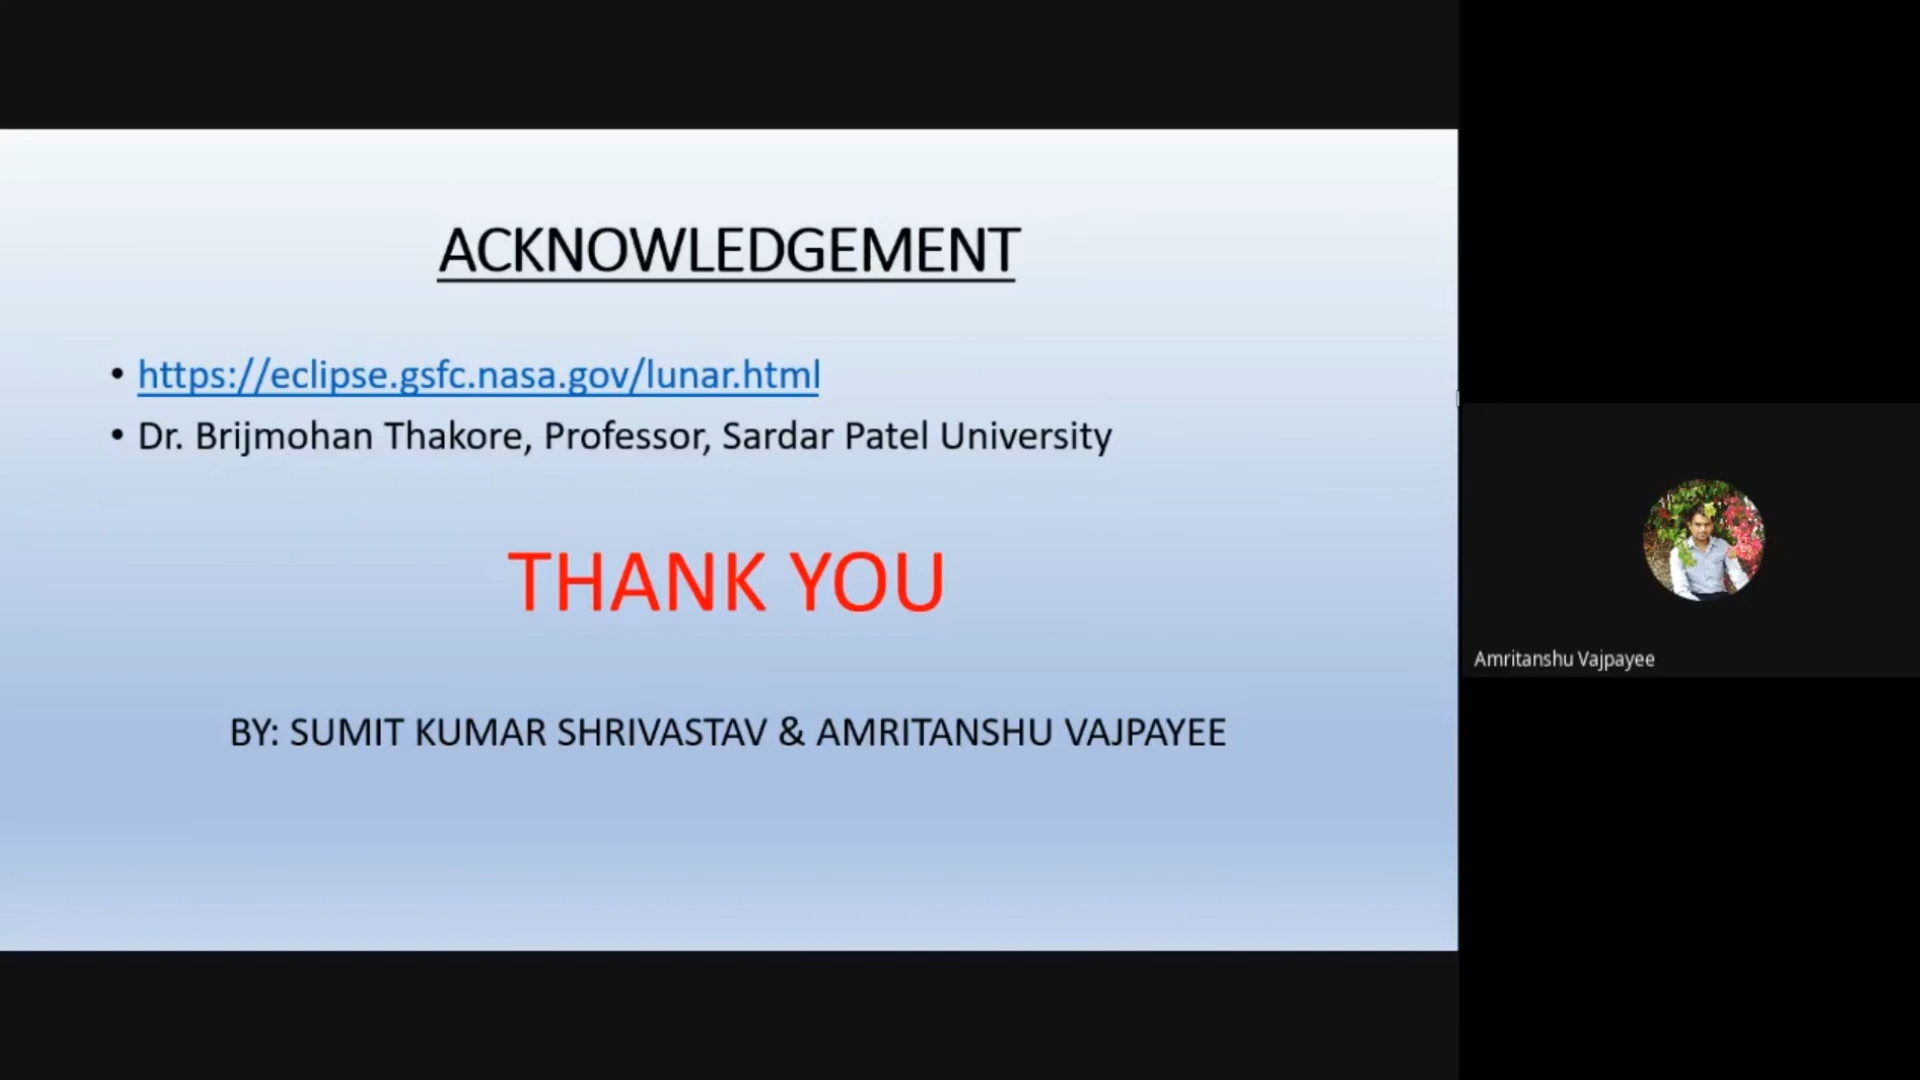 ACKNOWLEDGEMENT
• https://eclipse.gsfc.nasa.gov/lunar.html
• Dr. Brijmohan Thakore, Professor, Sardar Patel University
THANK YOU
BY: SUMIT KUMAR SHRIVASTAV & AMRITANSHU VAJPAYEE
Amritanshu Vajpayee